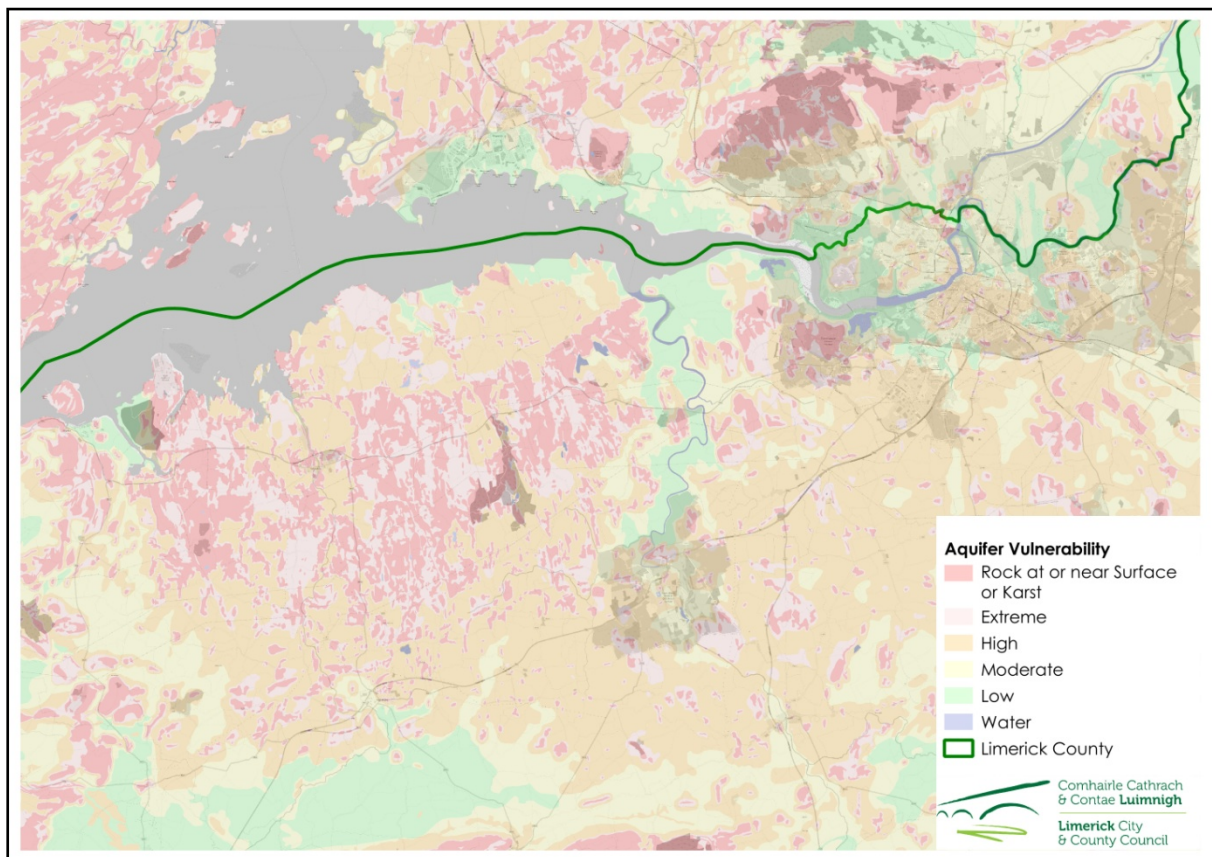 Aquifer Vulnerability
Rock at or near Surface
or Karst
Extreme
High
Moderate
Low
Water
Limerick County
Comhairle Cathrach
& Contae Luimnigh
Limerick City
& County Council